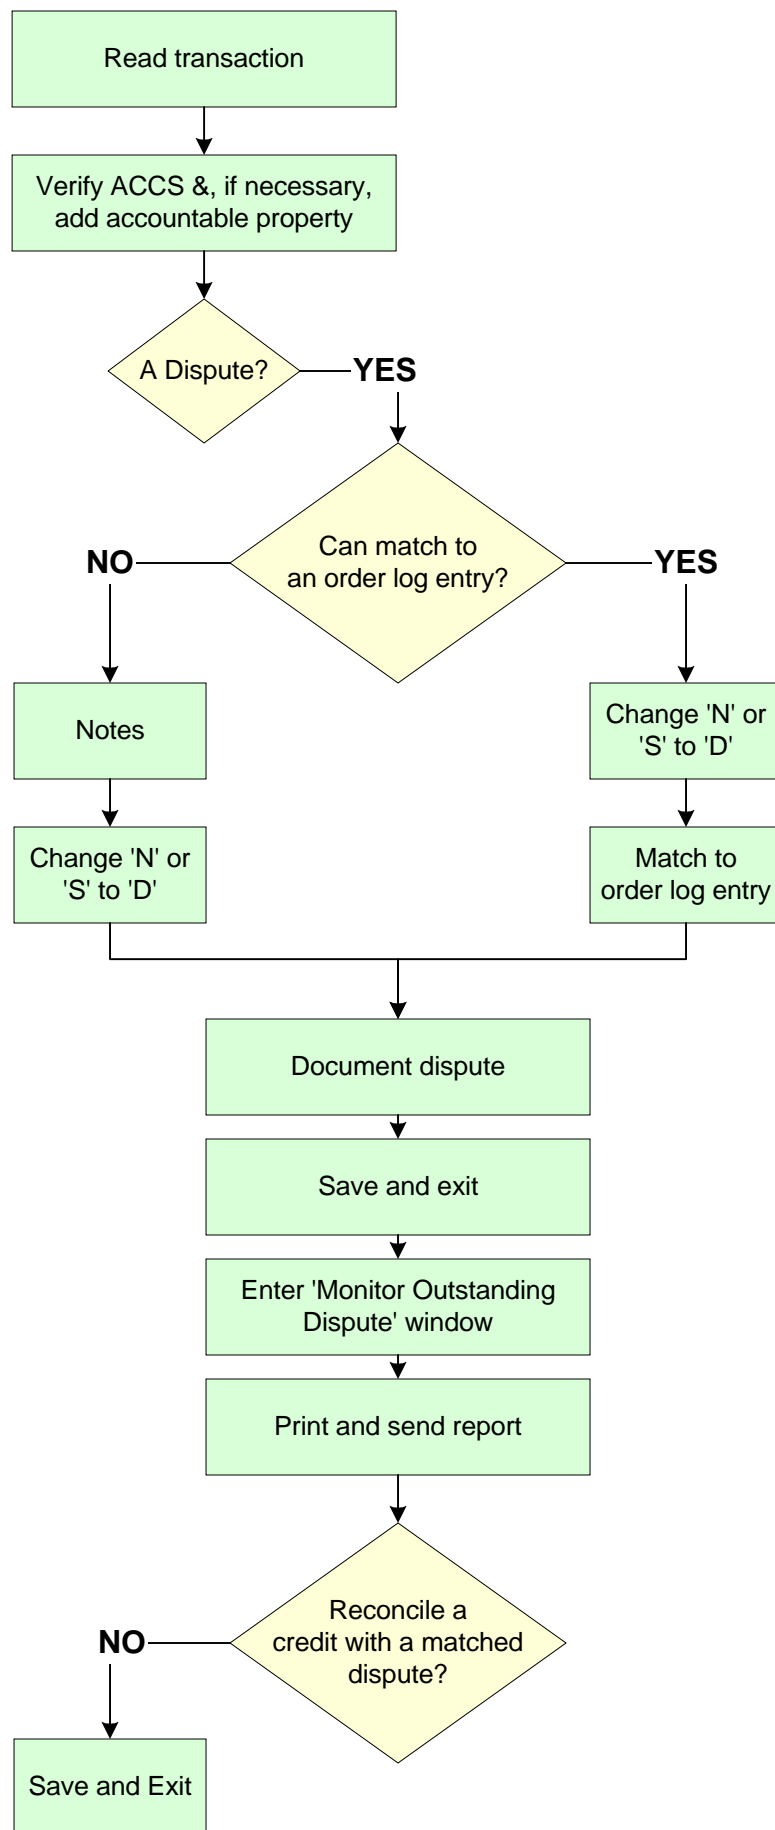 Read transaction
Verify ACCS &, if necessary,
add accountable property
A Dispute?
YES
Can match to
an order log entry?
NO
YES
Notes
Change 'N' or
'S' to 'D'
Change 'N' or
'S' to 'D'
Match to
order log entry
Document dispute
Save and exit
Enter 'Monitor Outstanding
Dispute' window
Print and send report
Reconcile a
credit with a matched
dispute?
NO
Save and Exit